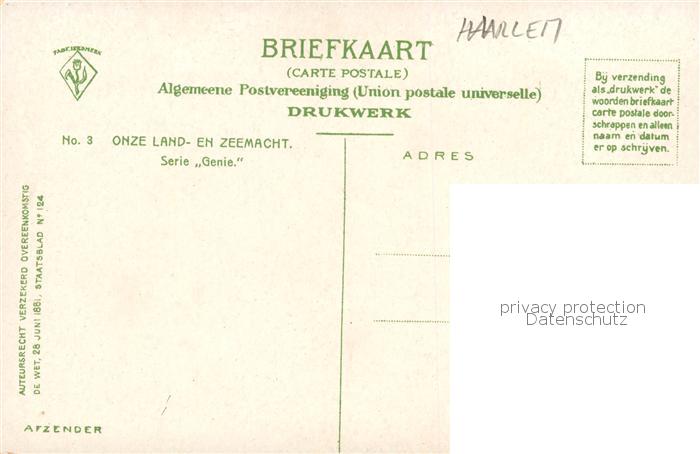 HAARLEM
FABRIEKSMERK
BRIEFKAART
(CARTE POSTALE)
Algemeene Postvereeniging (Union postale universelle)
DRUKWERK
Bij verzending
als „drukwerk" de
woorden briefkaart
carte postale door-
schrappen en alleen
naam en datum
er op schrijven.
No. 3 ONZE LAND- EN ZEEMACHT.
Serie „Genie."
ADRES
AUTEURSRECHT VERZEKERD OVEREENKOMSTIG
DE WET, 28 JUNI 1881, STAATSBLAD No 124
privacy protection
Datenschutz
AFZENDER